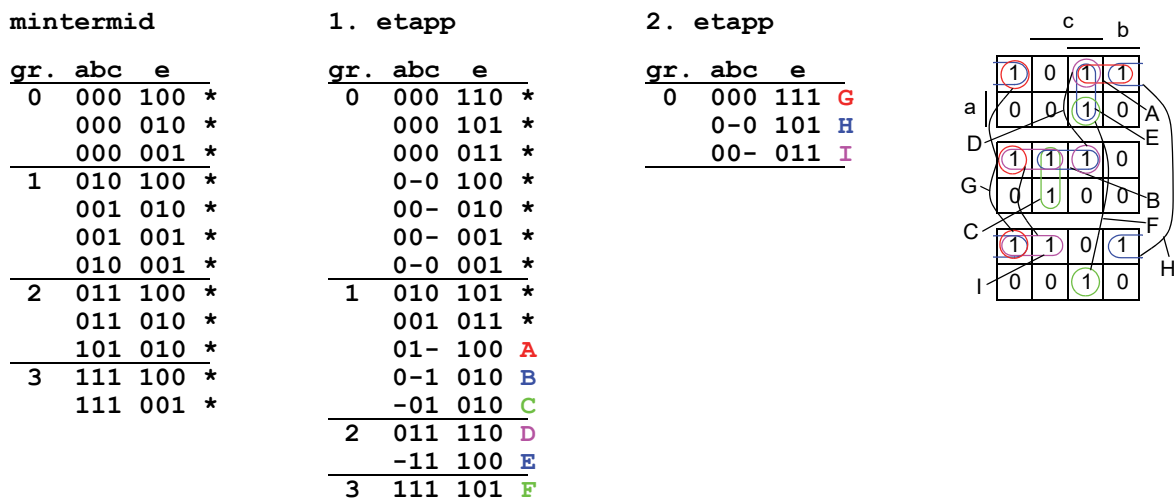 mintermid
gr. abc e
0 000 100 *
000 010 *
000 001 *
1 010 100 *
001 010 *
001 001 *
010 001 *
2 011 100 *
011 010 *
101 010 *
3 111 100 *
111 001 *
1. etapp
gr. abc e
0 000 110 *
000 101 *
000 011 *
0-0 100 *
00- 010 *
00- 001 *
0-0 001 *
1 010 101 *
001 011 *
01- 100 A
0-1 010 B
-01 010 C
2 011 110 D
-11 100 E
3 111 101 F
2. etapp
gr. abc e
0 000 111 G
0-0 101 H
00- 011 I
c
b
1 0 1 1
a 0 0 1 0 A
D E
1 1 1 0
G 0 1 0 0 B
C F
1 1 0 1
H
I 0 0 1 0